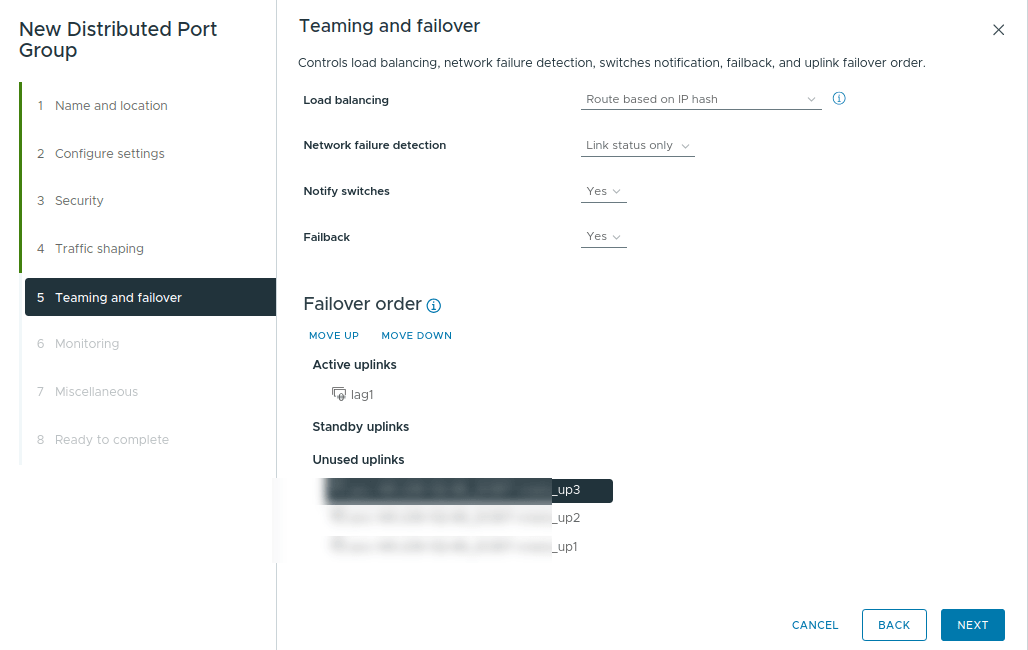 New Distributed Port
Group
1 Name and location
2 Configure settings
3 Security
4 Traffic shaping
5 Teaming and failover
6 Monitoring
7 Miscellaneous
8 Ready to complete
Teaming and failover
Controls load balancing, network failure detection, switches notification, failback, and uplink failover order.
Load balancing Route based on IP hash
Network failure detection Link status only
Notify switches Yes
Failback Yes
Failover order
MOVE UP MOVE DOWN
Active uplinks
lag1
Standby uplinks
Unused uplinks
_up3
_up2
_up1
CANCEL BACK NEXT